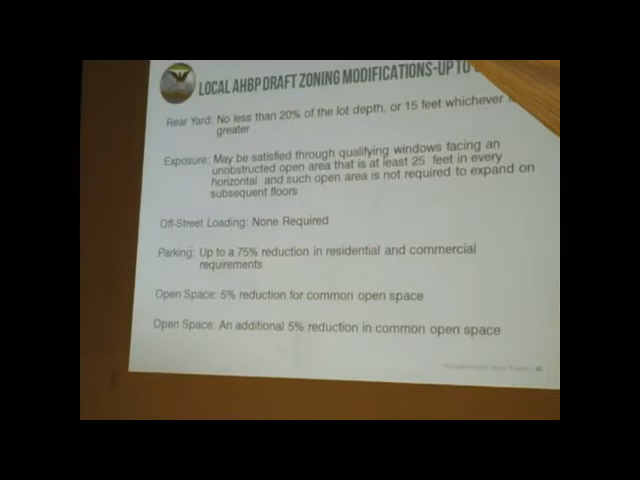 LOCAL AHBP DRAFT ZONING MODIFICATIONS-UP TO
Rear Yard: No less than 20% of the lot depth, or 15 feet whichever
greater
Exposure: May be satisfied through qualifying windows facing an
unobstructed open area that is at least 25 feet in every
horizontal and such open area is not required to expand on
subsequent floors
Off-Street Loading: None Required
Parking: Up to a 75% reduction in residential and commercial
requirements
Open Space: 5% reduction for common open space
Open Space: An additional 5% reduction in common open space